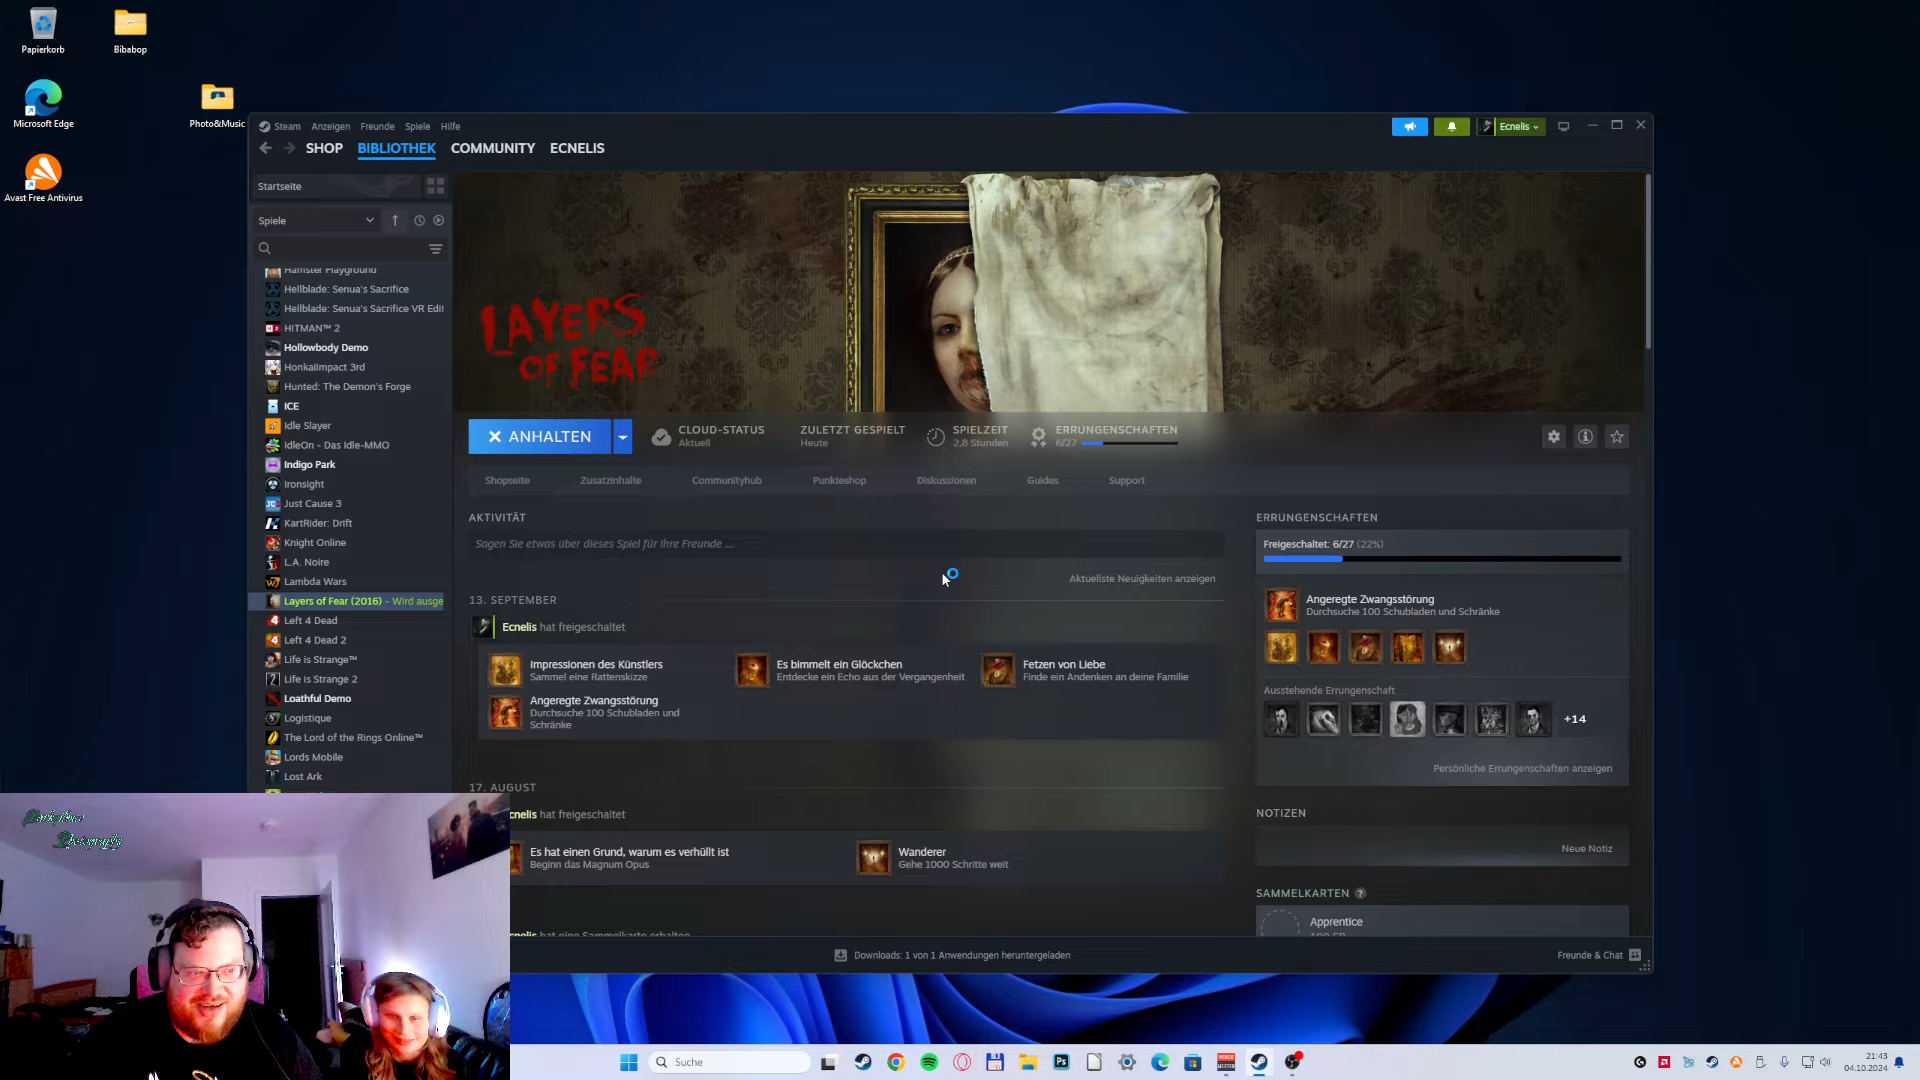 Papierkorb
Bibabop
Microsoft Edge
Photo&Music
Avast Free Antivirus
Steam Anzeigen Freunde Spiele Hilfe
Ecnelis
SHOP BIBLIOTHEK COMMUNITY ECNELIS
Startseite
Spiele
Hamster Playground
Hellblade: Senua's Sacrifice
Hellblade: Senua's Sacrifice VR Edit
HITMAN™ 2
Hollowbody Demo
HonkaiImpact 3rd
Hunted: The Demon's Forge
ICE
Idle Slayer
IdleOn - Das Idle-MMO
Indigo Park
Ironsight
Just Cause 3
KartRider: Drift
Knight Online
L.A. Noire
Lambda Wars
Layers of Fear (2016) - Wird ausge
Left 4 Dead
Left 4 Dead 2
Life is Strange™
Life is Strange 2
Loathful Demo
Logistique
The Lord of the Rings Online™
Lords Mobile
Lost Ark
LAYERS
OF FEAR
ANHALTEN
CLOUD-STATUS
Aktuell
ZULETZT GESPIELT
Heute
SPIELZEIT
2,8 Stunden
ERRUNGENSCHAFTEN
6/27
Shopseite Zusatzinhalte Communityhub Punkteshop Diskussionen Guides Support
AKTIVITÄT
Sagen Sie etwas über dieses Spiel für Ihre Freunde ...
Aktuellste Neuigkeiten anzeigen
13. SEPTEMBER
Ecnelis hat freigeschaltet
Impressionen des Künstlers
Sammel eine Rattenskizze
Es bimmelt ein Glöckchen
Entdecke ein Echo aus der Vergangenheit
Fetzen von Liebe
Finde ein Andenken an deine Familie
Angeregte Zwangsstörung
Durchsuche 100 Schubladen und
Schränke
17. AUGUST
cnelis hat freigeschaltet
Es hat einen Grund, warum es verhüllt ist
Beginn das Magnum Opus
Wanderer
Gehe 1000 Schritte weit
cnelis hat eine Sammelkarte erhalten
ERRUNGENSCHAFTEN
Freigeschaltet: 6/27 (22%)
Angeregte Zwangsstörung
Durchsuche 100 Schubladen und Schränke
Ausstehende Errungenschaft
+14
Persönliche Errungenschaften anzeigen
NOTIZEN
Neue Notiz
SAMMELKARTEN ?
Apprentice
Downloads: 1 von 1 Anwendungen heruntergeladen
Freunde & Chat
Photography
Suche
21:43
04.10.2024